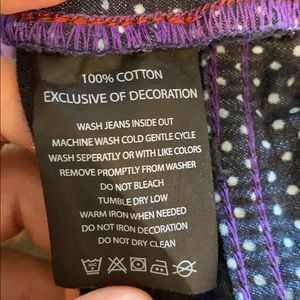 100% COTTON
EXCLUSIVE OF DECORATION
WASH JEANS INSIDE OUT
MACHINE WASH COLD GENTLE CYCLE
WASH SEPERATLY OR WITH LIKE COLORS
REMOVE PROMPTLY FROM WASHER
DO NOT BLEACH
TUMBLE DRY LOW
WARM IRON WHEN NEEDED
DO NOT IRON DECORATION
DO NOT DRY CLEAN